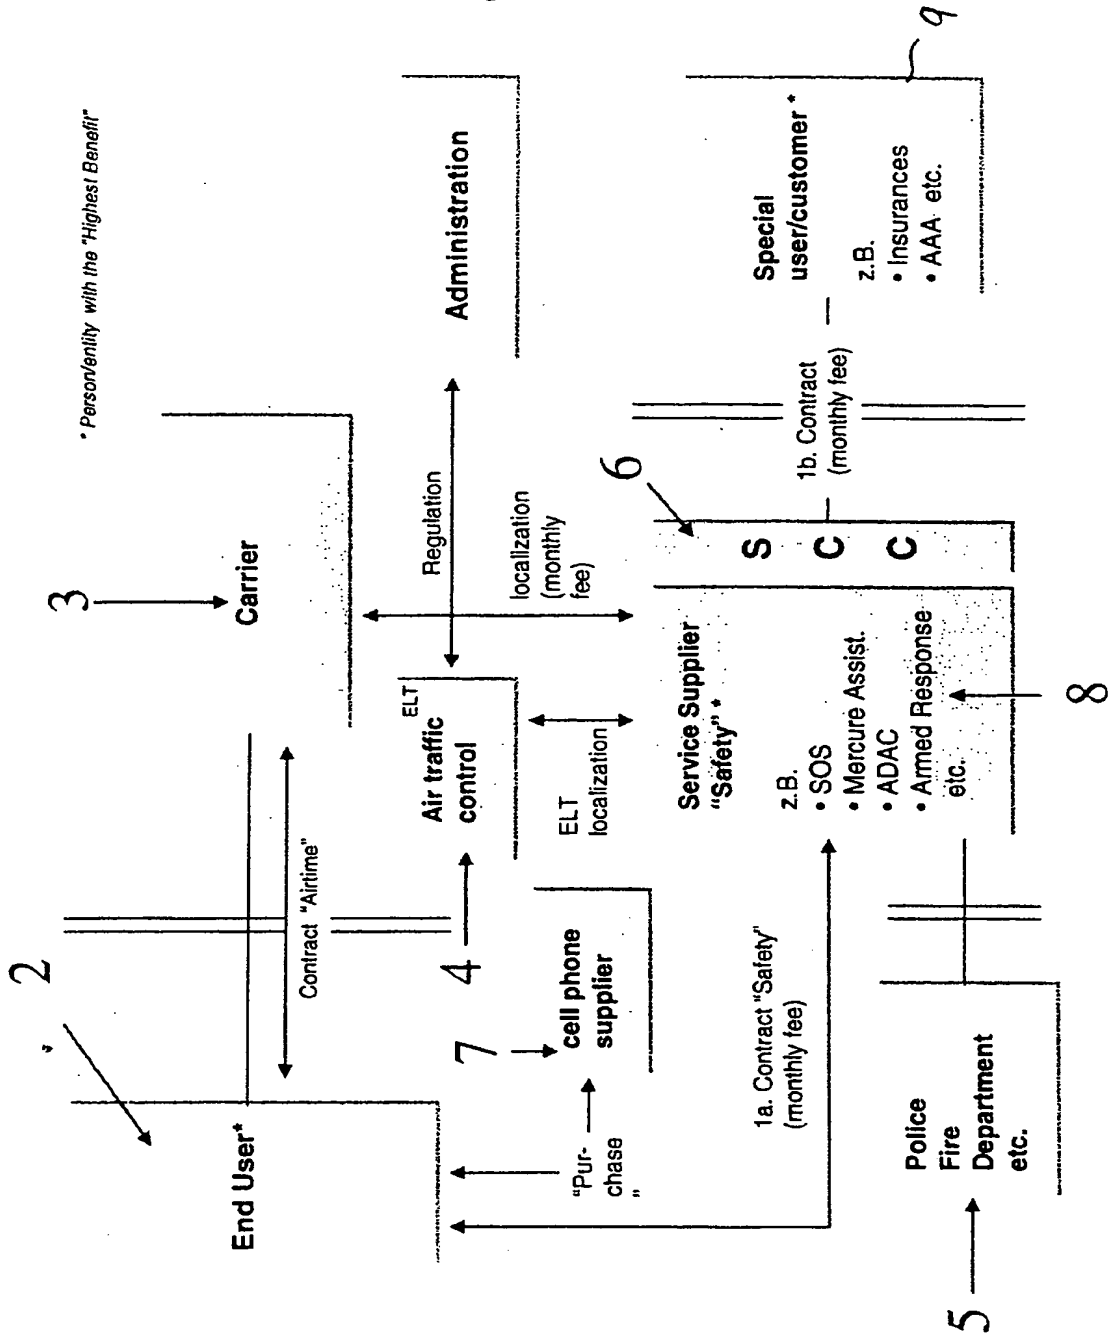 * Person/entity with the "Highest Benefit"
2
3
End User*
Carrier
Contract "Airtime"
4
ELT
Air traffic
control
Regulation
Administration
7
cell phone
supplier
"Pur-
chase
"
ELT
localization
localization
(monthly
fee)
6
1a. Contract "Safety"
(monthly fee)
Service Supplier
"Safety" *
z.B.
• SOS
• Mercure Assist.
• ADAC
• Armed Response
etc.
S
C
C
1b. Contract
(monthly fee)
Special
user/customer *
z.B.
• Insurances
• AAA etc.
9
5
Police
Fire
Department
etc.
8